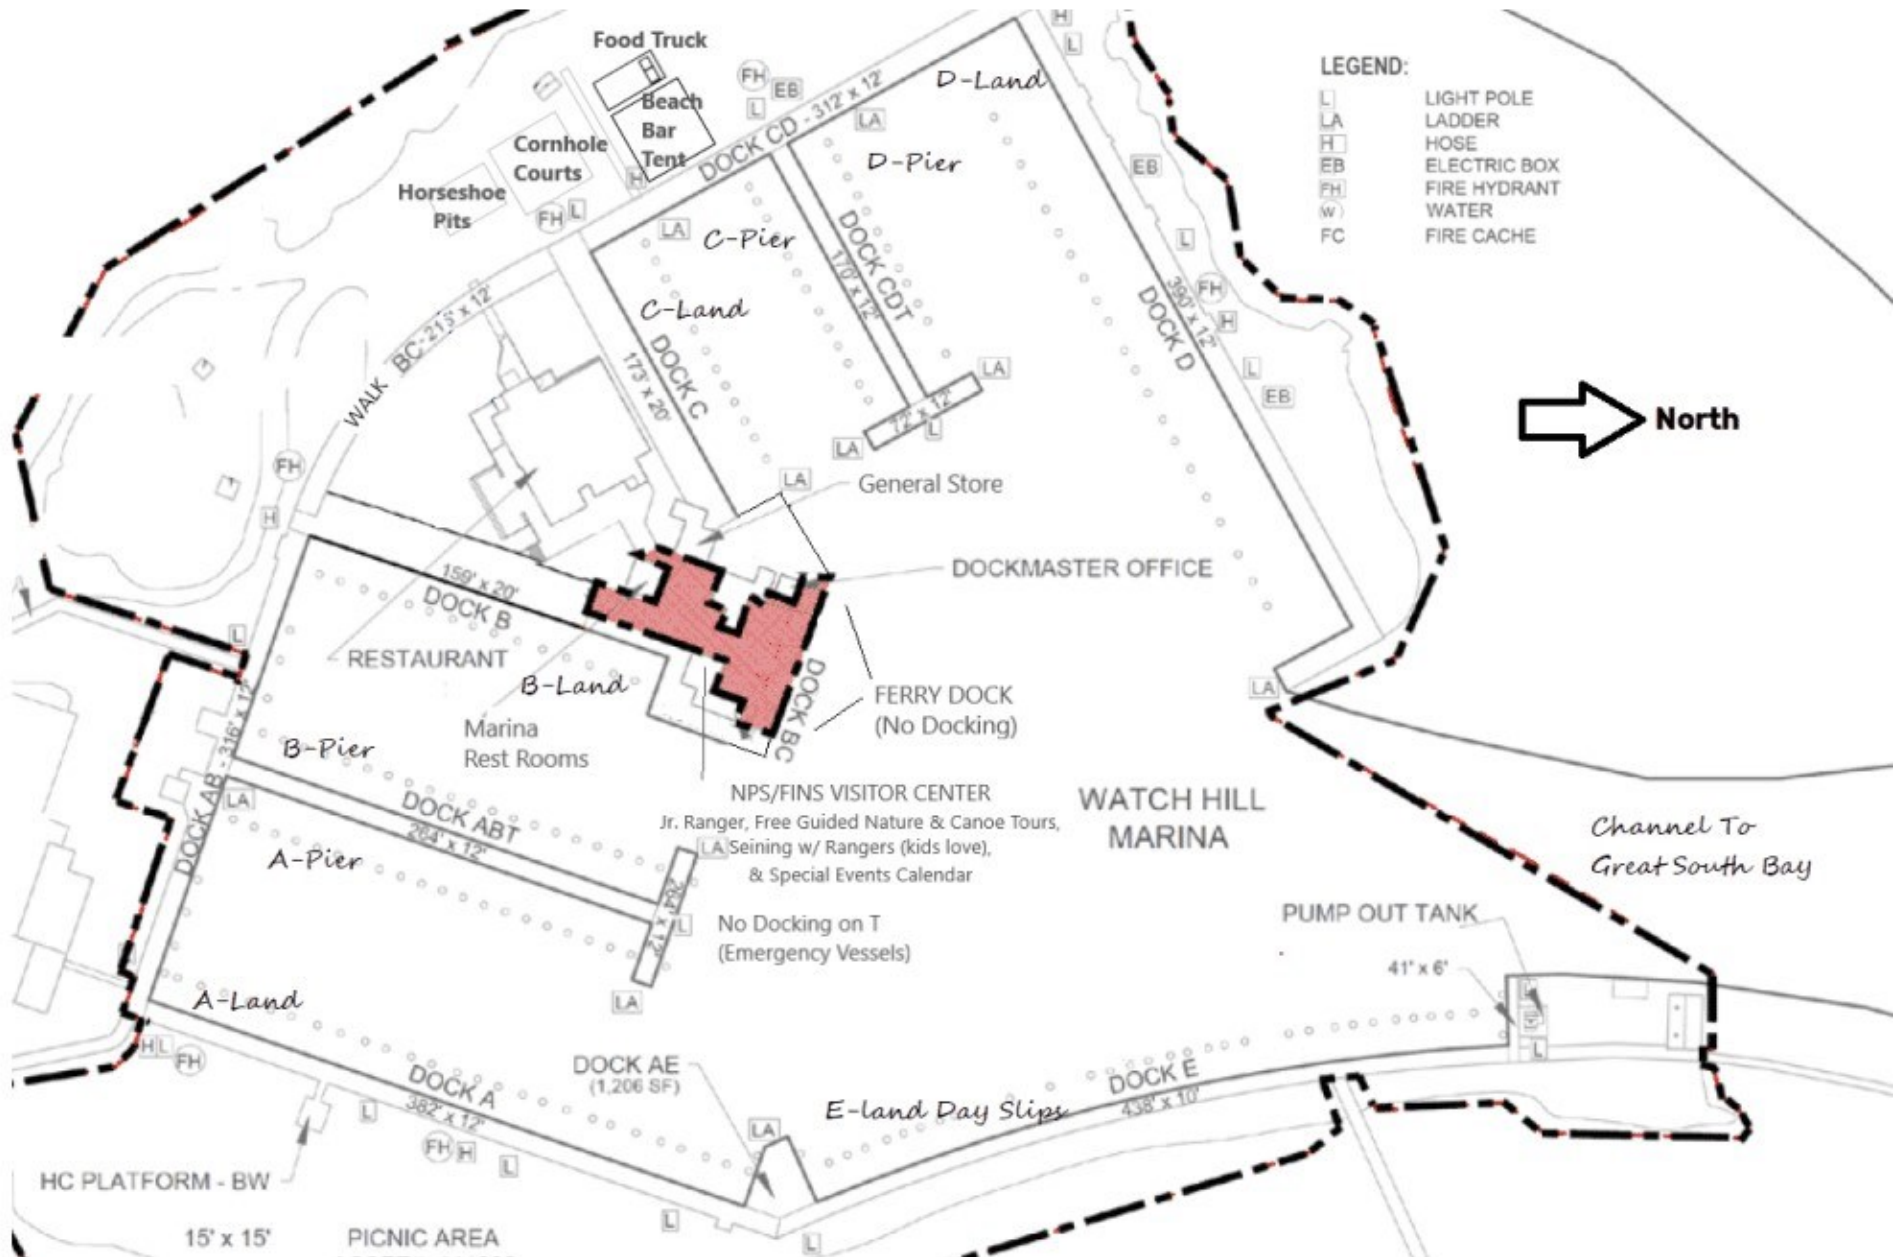 Food Truck
Beach
Bar
Tent
Cornhole
Courts
Horseshoe
Pits
FH
EB
L
H
FH
L
H
L
DOCK CD - 312' x 12'
LA
D-Land
D-Pier
LEGEND:
L LIGHT POLE
LA LADDER
H HOSE
EB ELECTRIC BOX
FH FIRE HYDRANT
W WATER
FC FIRE CACHE
EB
L
FH
H
L
EB
LA
C-Pier
C-Land
DOCK CDT
170' x 12'
DOCK C
173' x 20'
DOCK D
390' x 12'
LA
72' x 12'
L
LA
LA
North
WALK BC - 215' x 12'
FH
H
General Store
DOCKMASTER OFFICE
159' x 20'
DOCK B
RESTAURANT
B-Land
Marina
Rest Rooms
DOCK BC
FERRY DOCK
(No Docking)
LA
L
B-Pier
DOCK AB - 316' x 12'
LA
DOCK ABT
264' x 12'
A-Pier
NPS/FINS VISITOR CENTER
Jr. Ranger, Free Guided Nature & Canoe Tours,
Seining w/ Rangers (kids love),
& Special Events Calendar
LA
264' x 12'
L
No Docking on T
(Emergency Vessels)
LA
WATCH HILL
MARINA
Channel To
Great South Bay
PUMP OUT TANK
41' x 6'
L
L
A-Land
H L
FH
DOCK A
382' x 12'
DOCK AE
(1,206 SF)
LA
E-land Day Slips
DOCK E
438' x 10'
L
FH
H
L
L
L
HC PLATFORM - BW
15' x 15'
PICNIC AREA